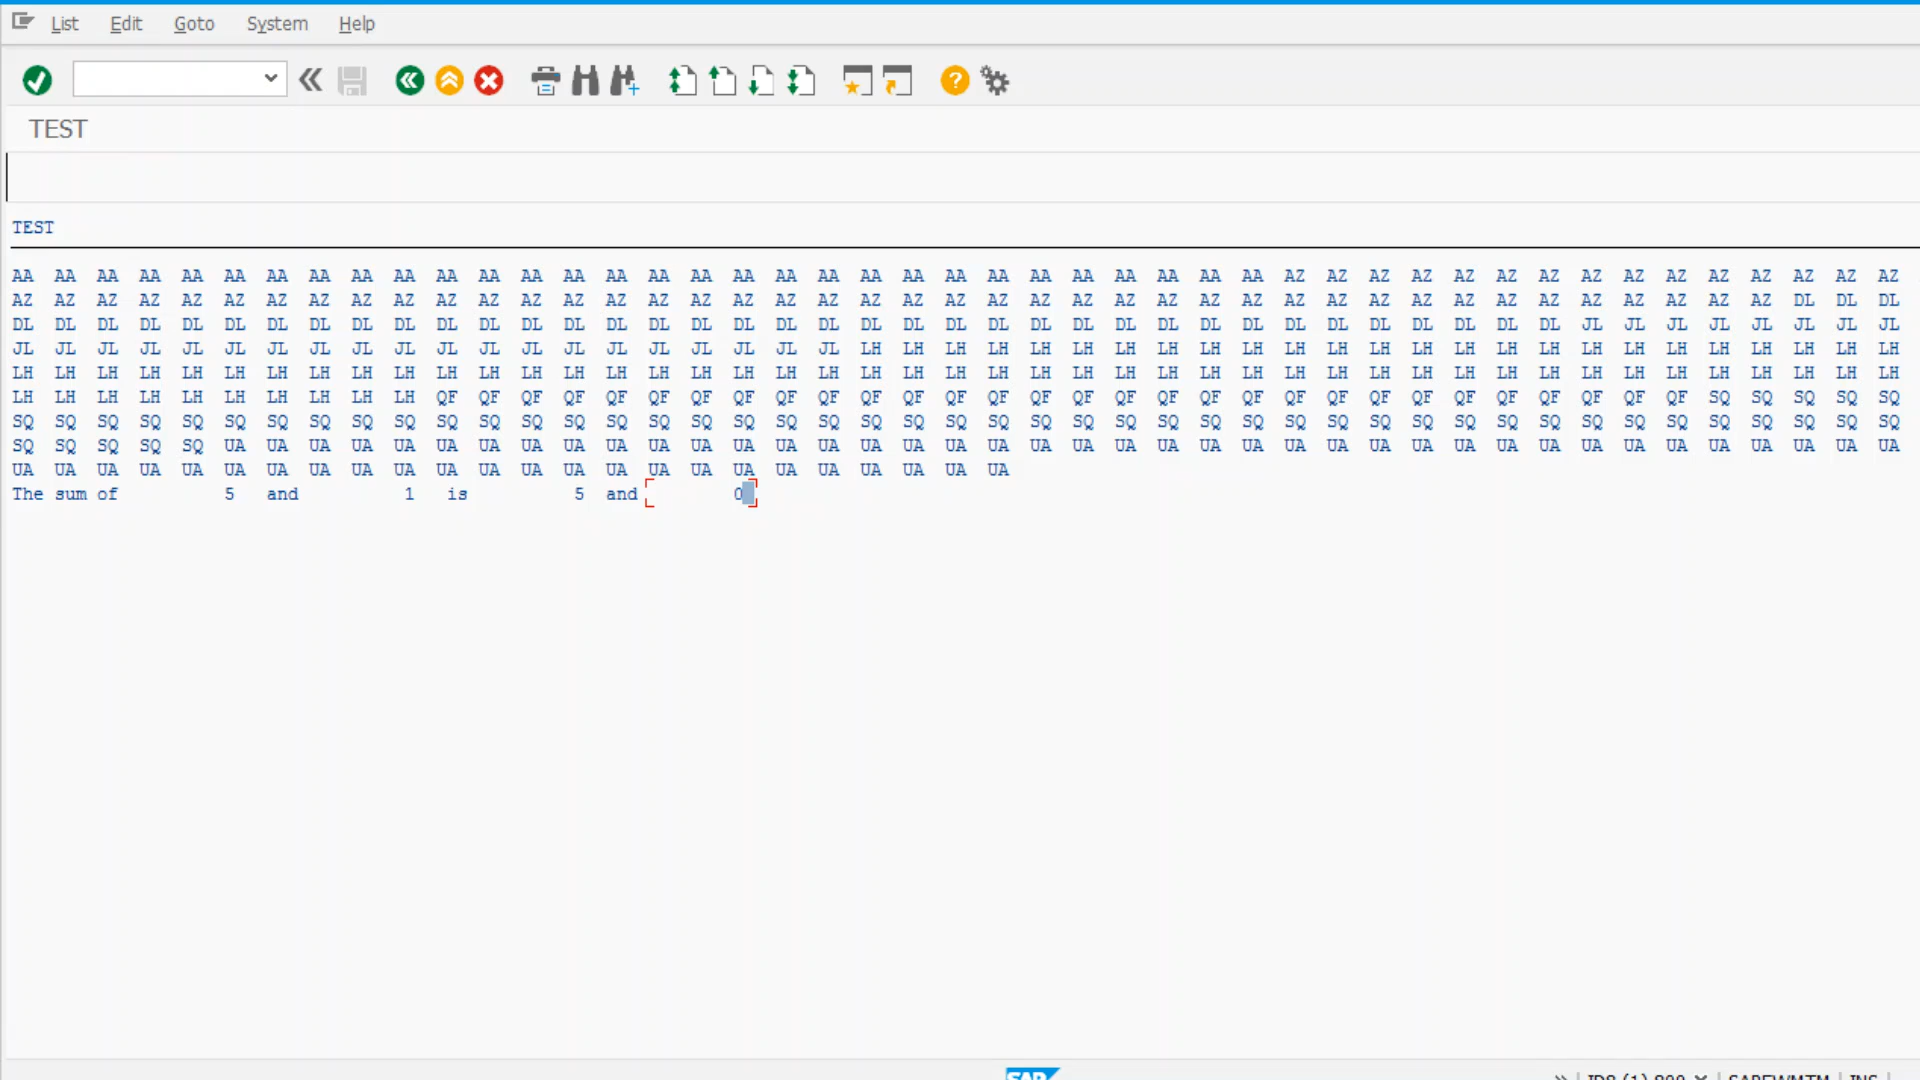 List Edit Goto System Help
TEST
TEST
AA AA AA AA AA AA AA AA AA AA AA AA AA AA AA AA AA AA AA AA AA AA AA AA AA AA AA AA AA AA AZ AZ AZ AZ AZ AZ AZ AZ AZ AZ AZ AZ AZ AZ AZ
AZ AZ AZ AZ AZ AZ AZ AZ AZ AZ AZ AZ AZ AZ AZ AZ AZ AZ AZ AZ AZ AZ AZ AZ AZ AZ AZ AZ AZ AZ AZ AZ AZ AZ AZ AZ AZ AZ AZ AZ AZ AZ DL DL DL
DL DL DL DL DL DL DL DL DL DL DL DL DL DL DL DL DL DL DL DL DL DL DL DL DL DL DL DL DL DL DL DL DL DL DL DL DL JL JL JL JL JL JL JL JL
JL JL JL JL JL JL JL JL JL JL JL JL JL JL JL JL JL JL JL JL LH LH LH LH LH LH LH LH LH LH LH LH LH LH LH LH LH LH LH LH LH LH LH LH LH
LH LH LH LH LH LH LH LH LH LH LH LH LH LH LH LH LH LH LH LH LH LH LH LH LH LH LH LH LH LH LH LH LH LH LH LH LH LH LH LH LH LH LH LH LH
LH LH LH LH LH LH LH LH LH LH QF QF QF QF QF QF QF QF QF QF QF QF QF QF QF QF QF QF QF QF QF QF QF QF QF QF QF QF QF QF SQ SQ SQ SQ SQ
SQ SQ SQ SQ SQ SQ SQ SQ SQ SQ SQ SQ SQ SQ SQ SQ SQ SQ SQ SQ SQ SQ SQ SQ SQ SQ SQ SQ SQ SQ SQ SQ SQ SQ SQ SQ SQ SQ SQ SQ SQ SQ SQ SQ SQ
SQ SQ SQ SQ SQ UA UA UA UA UA UA UA UA UA UA UA UA UA UA UA UA UA UA UA UA UA UA UA UA UA UA UA UA UA UA UA UA UA UA UA UA UA UA UA UA
UA UA UA UA UA UA UA UA UA UA UA UA UA UA UA UA UA UA UA UA UA UA UA UA
The sum of 5 and 1 is 5 and 0
SAP